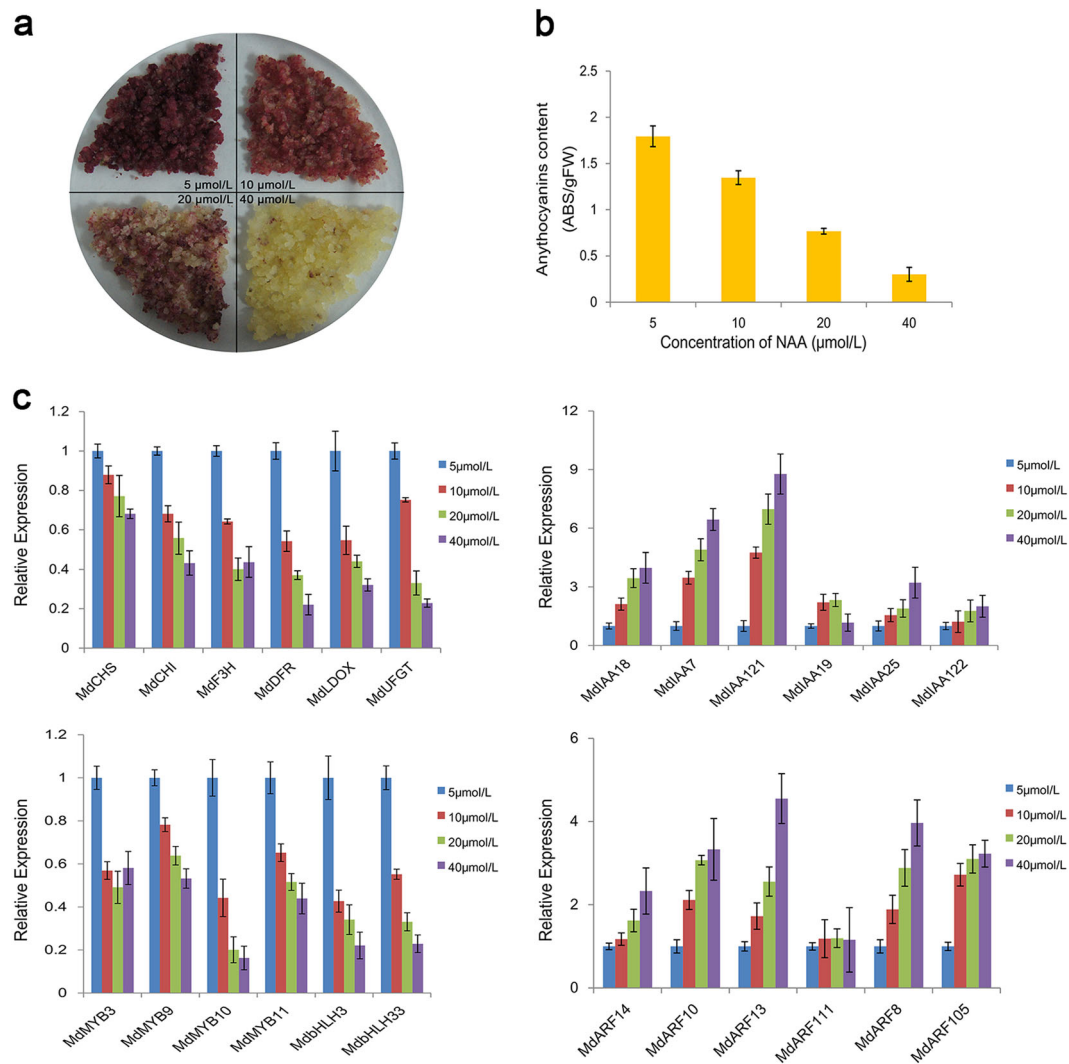 a
5 μmol/L 10 μmol/L
20 μmol/L 40 μmol/L
b
Anythocyanins content
(ABS/gFW)
2.5
2
1.5
1
0.5
0
5 10 20 40
Concentration of NAA (μmol/L)
c
Relative Expression
1.2
1
0.8
0.6
0.4
0.2
0
MdCHS MdCHI MdF3H MdDFR MdLDOX MdUFGT
5μmol/L
10μmol/L
20μmol/L
40μmol/L
Relative Expression
12
9
6
3
0
MdIAA18 MdIAA7 MdIAA121 MdIAA19 MdIAA25 MdIAA122
5μmol/L
10μmol/L
20μmol/L
40μmol/L
Relative Expression
1.2
1
0.8
0.6
0.4
0.2
0
MdMYB3 MdMYB9 MdMYB10 MdMYB11 MdbHLH3 MdbHLH33
5μmol/L
10μmol/L
20μmol/L
40μmol/L
Relative Expression
6
4
2
0
MdARF14 MdARF10 MdARF13 MdARF111 MdARF8 MdARF105
5μmol/L
10μmol/L
20μmol/L
40μmol/L